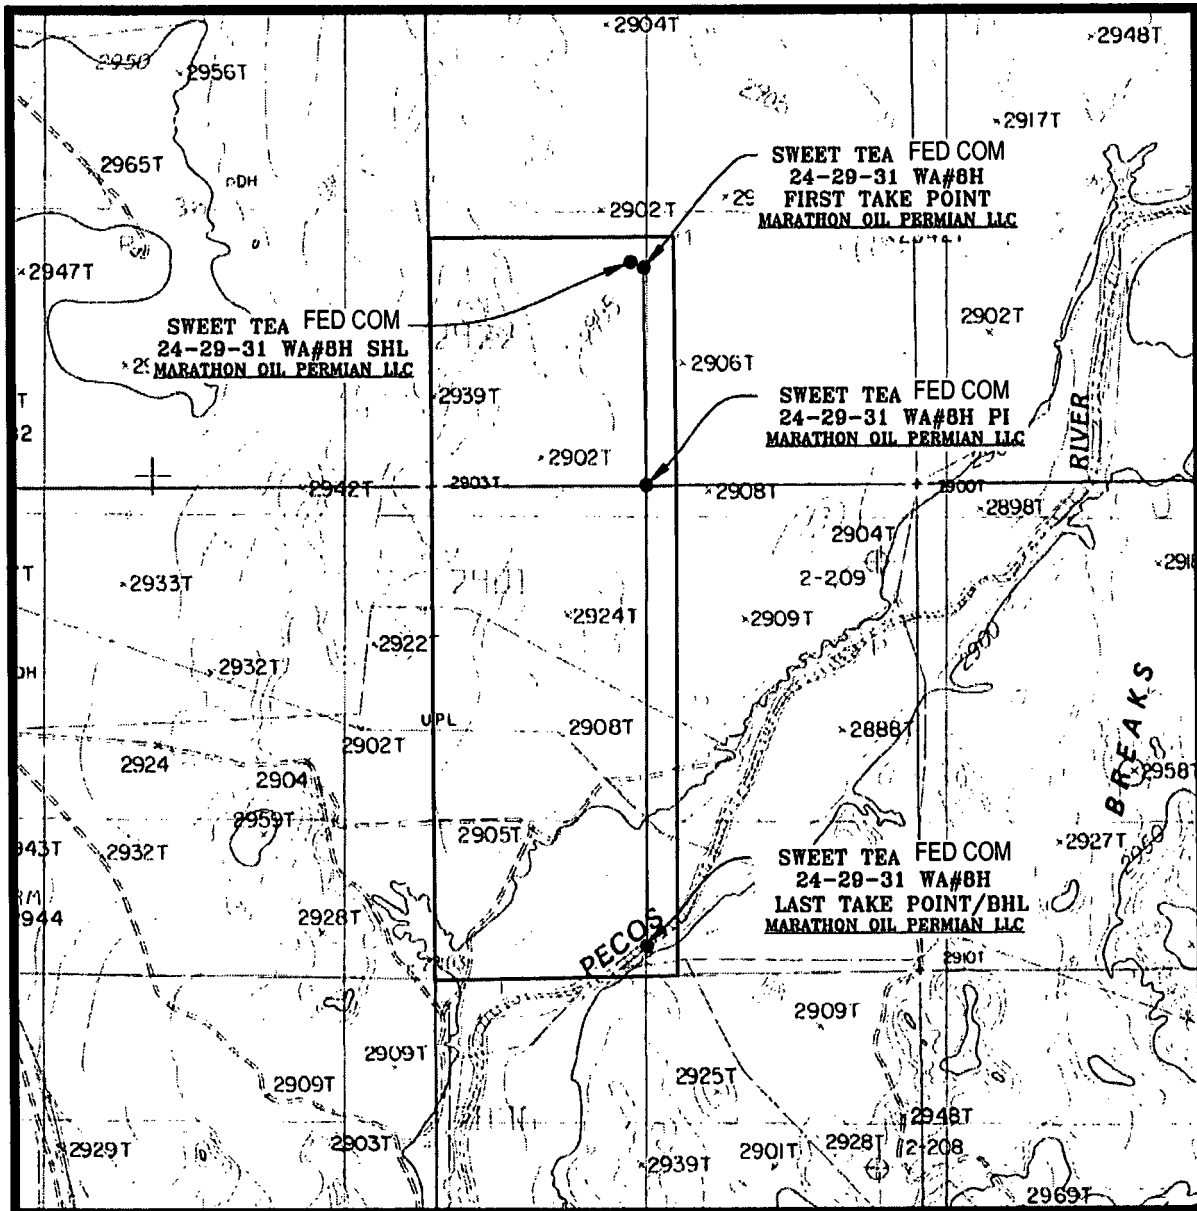 2904T
2948T
2950
2956T
2917T
2965T
DH
SWEET TEA FED COM
24-29-31 WA#8H
FIRST TAKE POINT
MARATHON OIL PERMIAN LLC
2902T
2947T
2902T
SWEET TEA FED COM
24-29-31 WA#8H SHL
MARATHON OIL PERMIAN LLC
2906T
2939T
SWEET TEA FED COM
24-29-31 WA#8H PI
MARATHON OIL PERMIAN LLC
RIVER
2902T
2942T
2903T
2908T
2900T
2898T
2904T
2-209
2933T
2924T
2909T
2922T
2900
2932T
UPL
2908T
2888T
2902T
2924
2904
BREAKS
2958T
2959T
2905T
2932T
2927T
2950
SWEET TEA FED COM
24-29-31 WA#8H
LAST TAKE POINT/BHL
MARATHON OIL PERMIAN LLC
2944
2928T
PECOS
2910T
2909T
2909T
2909T
2925T
2948T
2929T
2903T
2939T
2901T
2928T
2-208
2969T